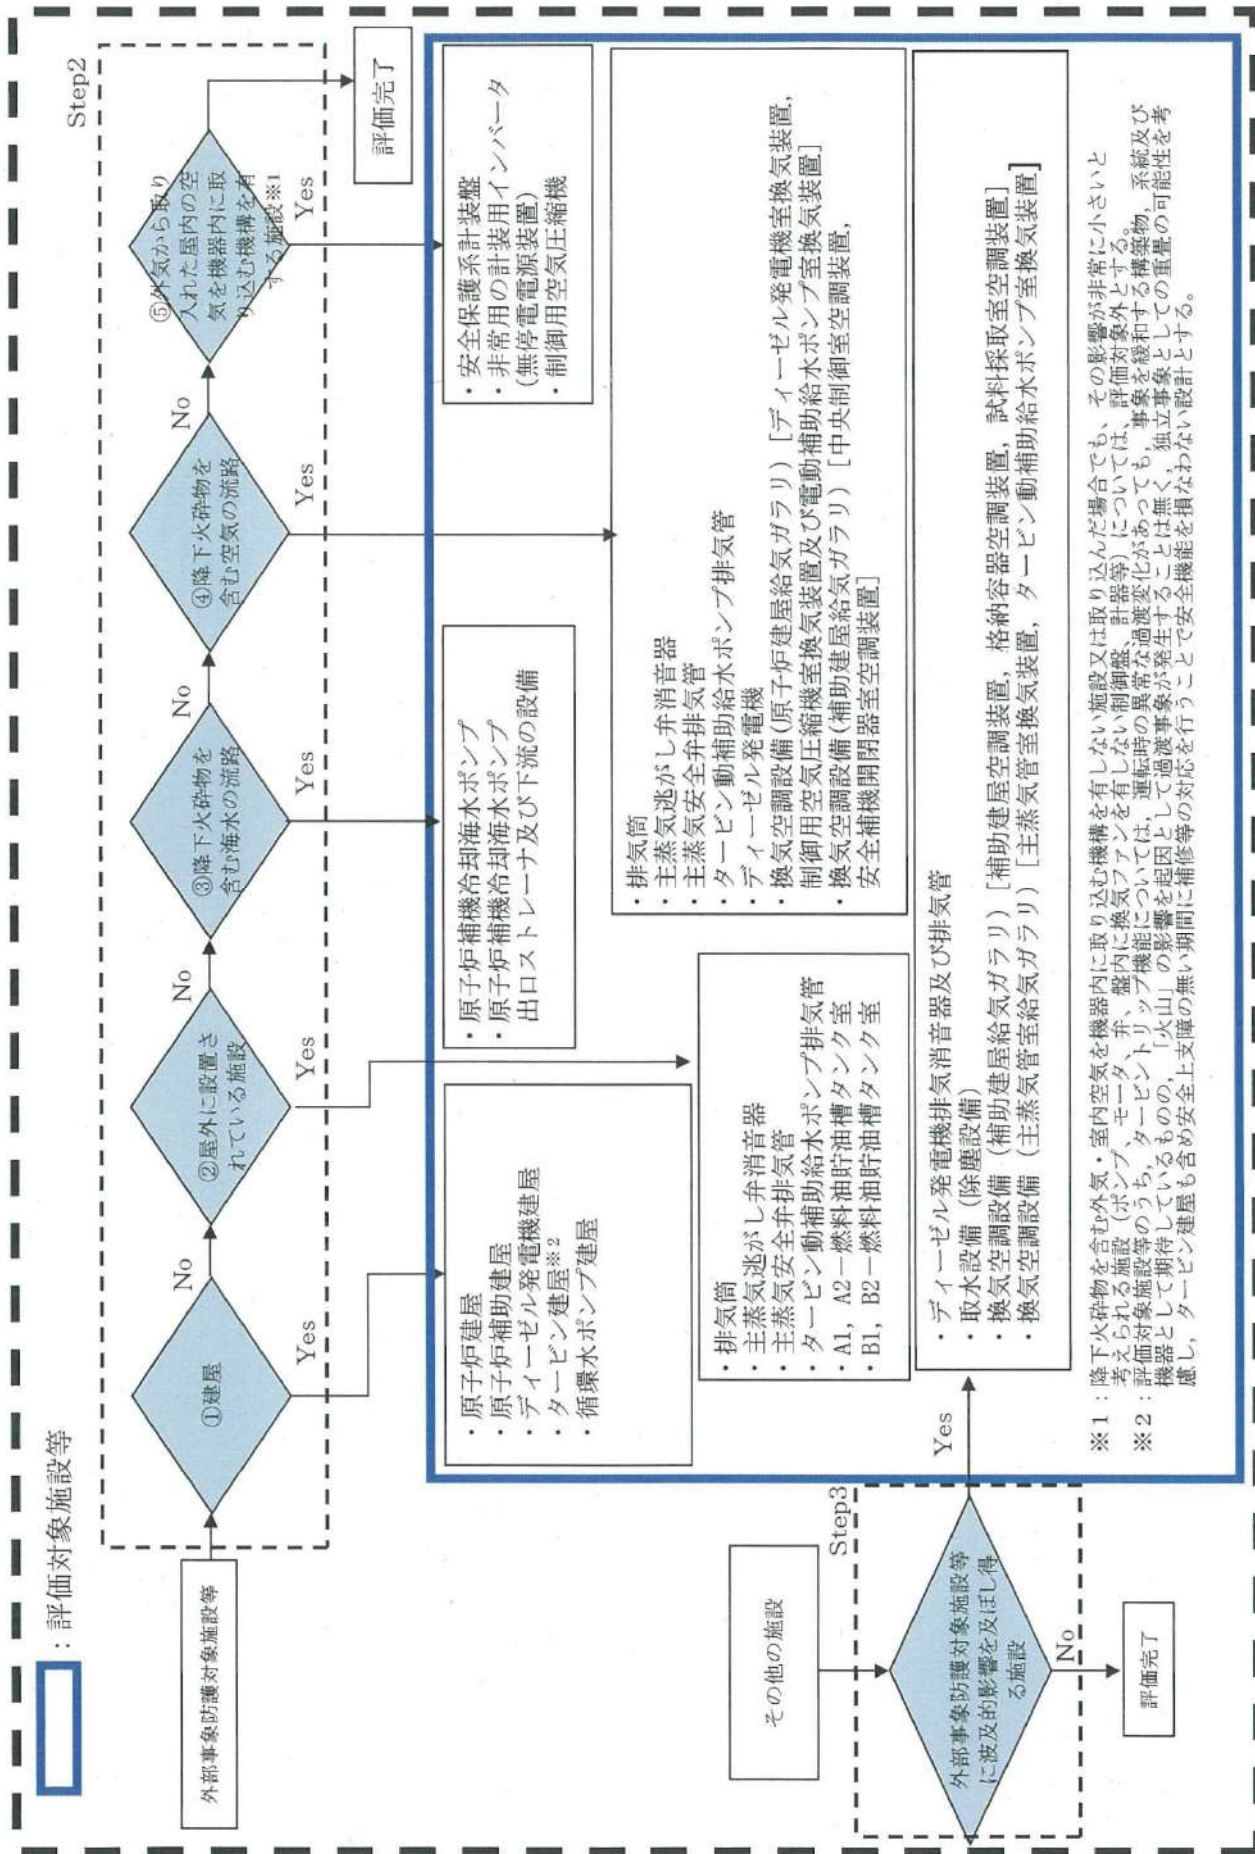 ：評価対象施設等
Step2
外部事象防護対象施設等
①建屋
No
Yes
②屋外に設置さ
れている施設
No
Yes
③降下火砕物を
含む海水の流路
No
Yes
④降下火砕物を
含む空気の流路
No
Yes
⑤外気から取り
入れた屋内の空
気を機器内に取
り込む機構を有
する施設※1
Yes
評価完了
・原子炉建屋
・原子炉補助建屋
・ディーゼル発電機建屋
・タービン建屋※2
・循環水ポンプ建屋
・原子炉補機冷却海水ポンプ
・原子炉補機冷却海水ポンプ
出口ストレーナ及び下流の設備
・安全保護系計装盤
・非常用の計装用インバータ
(無停電電源装置)
・制御用空気圧縮機
・排気筒
・主蒸気逃がし弁消音器
・主蒸気安全弁排気管
・タービン動補助給水ポンプ排気管
・A1, A2－燃料油貯油槽タンク室
・B1, B2－燃料油貯油槽タンク室
・排気筒
・主蒸気逃がし弁消音器
・主蒸気安全弁排気管
・タービン動補助給水ポンプ排気管
・ディーゼル発電機
・換気空調設備(原子炉建屋給気ガラリ) [ディーゼル発電機室換気装置,
制御用空気圧縮機室換気装置及び電動補助給水ポンプ室換気装置]
・換気空調設備(補助建屋給気ガラリ) [中央制御室空調装置,
安全補機開閉器室空調装置]
その他の施設
Step3
外部事象防護対象施設等
に波及的影響を及ぼし得
る施設
Yes
No
評価完了
・ディーゼル発電機排気消音器及び排気管
・取水設備（除塵設備）
・換気空調設備（補助建屋給気ガラリ）[補助建屋空調装置, 格納容器空調装置, 試料採取室空調装置]
・換気空調設備（主蒸気管室給気ガラリ）[主蒸気管室換気装置, タービン動補助給水ポンプ室換気装置]
※1：降下火砕物を含む外気・室内空気を機器内に取り込む機構を有しない施設又は取り込んだ場合でも、その影響が非常に小さいと
考えられる施設（ポンプ、モータ、弁、盤内に換気ファンを有しない制御盤、計器等）については、評価対象外とする。
※2：評価対象施設等のうち、タービントリップ機能については、運転時の異常な過渡変化があっても，事象を緩和する構築物，系統及び
機器として期待しているものの，「火山」の影響を起因として過渡事象が発生することは無く，独立事象としての重畳の可能性を考
慮し，タービン建屋も含め安全上支障の無い期間に補修等の対応を行うことで安全機能を損なわない設計とする。